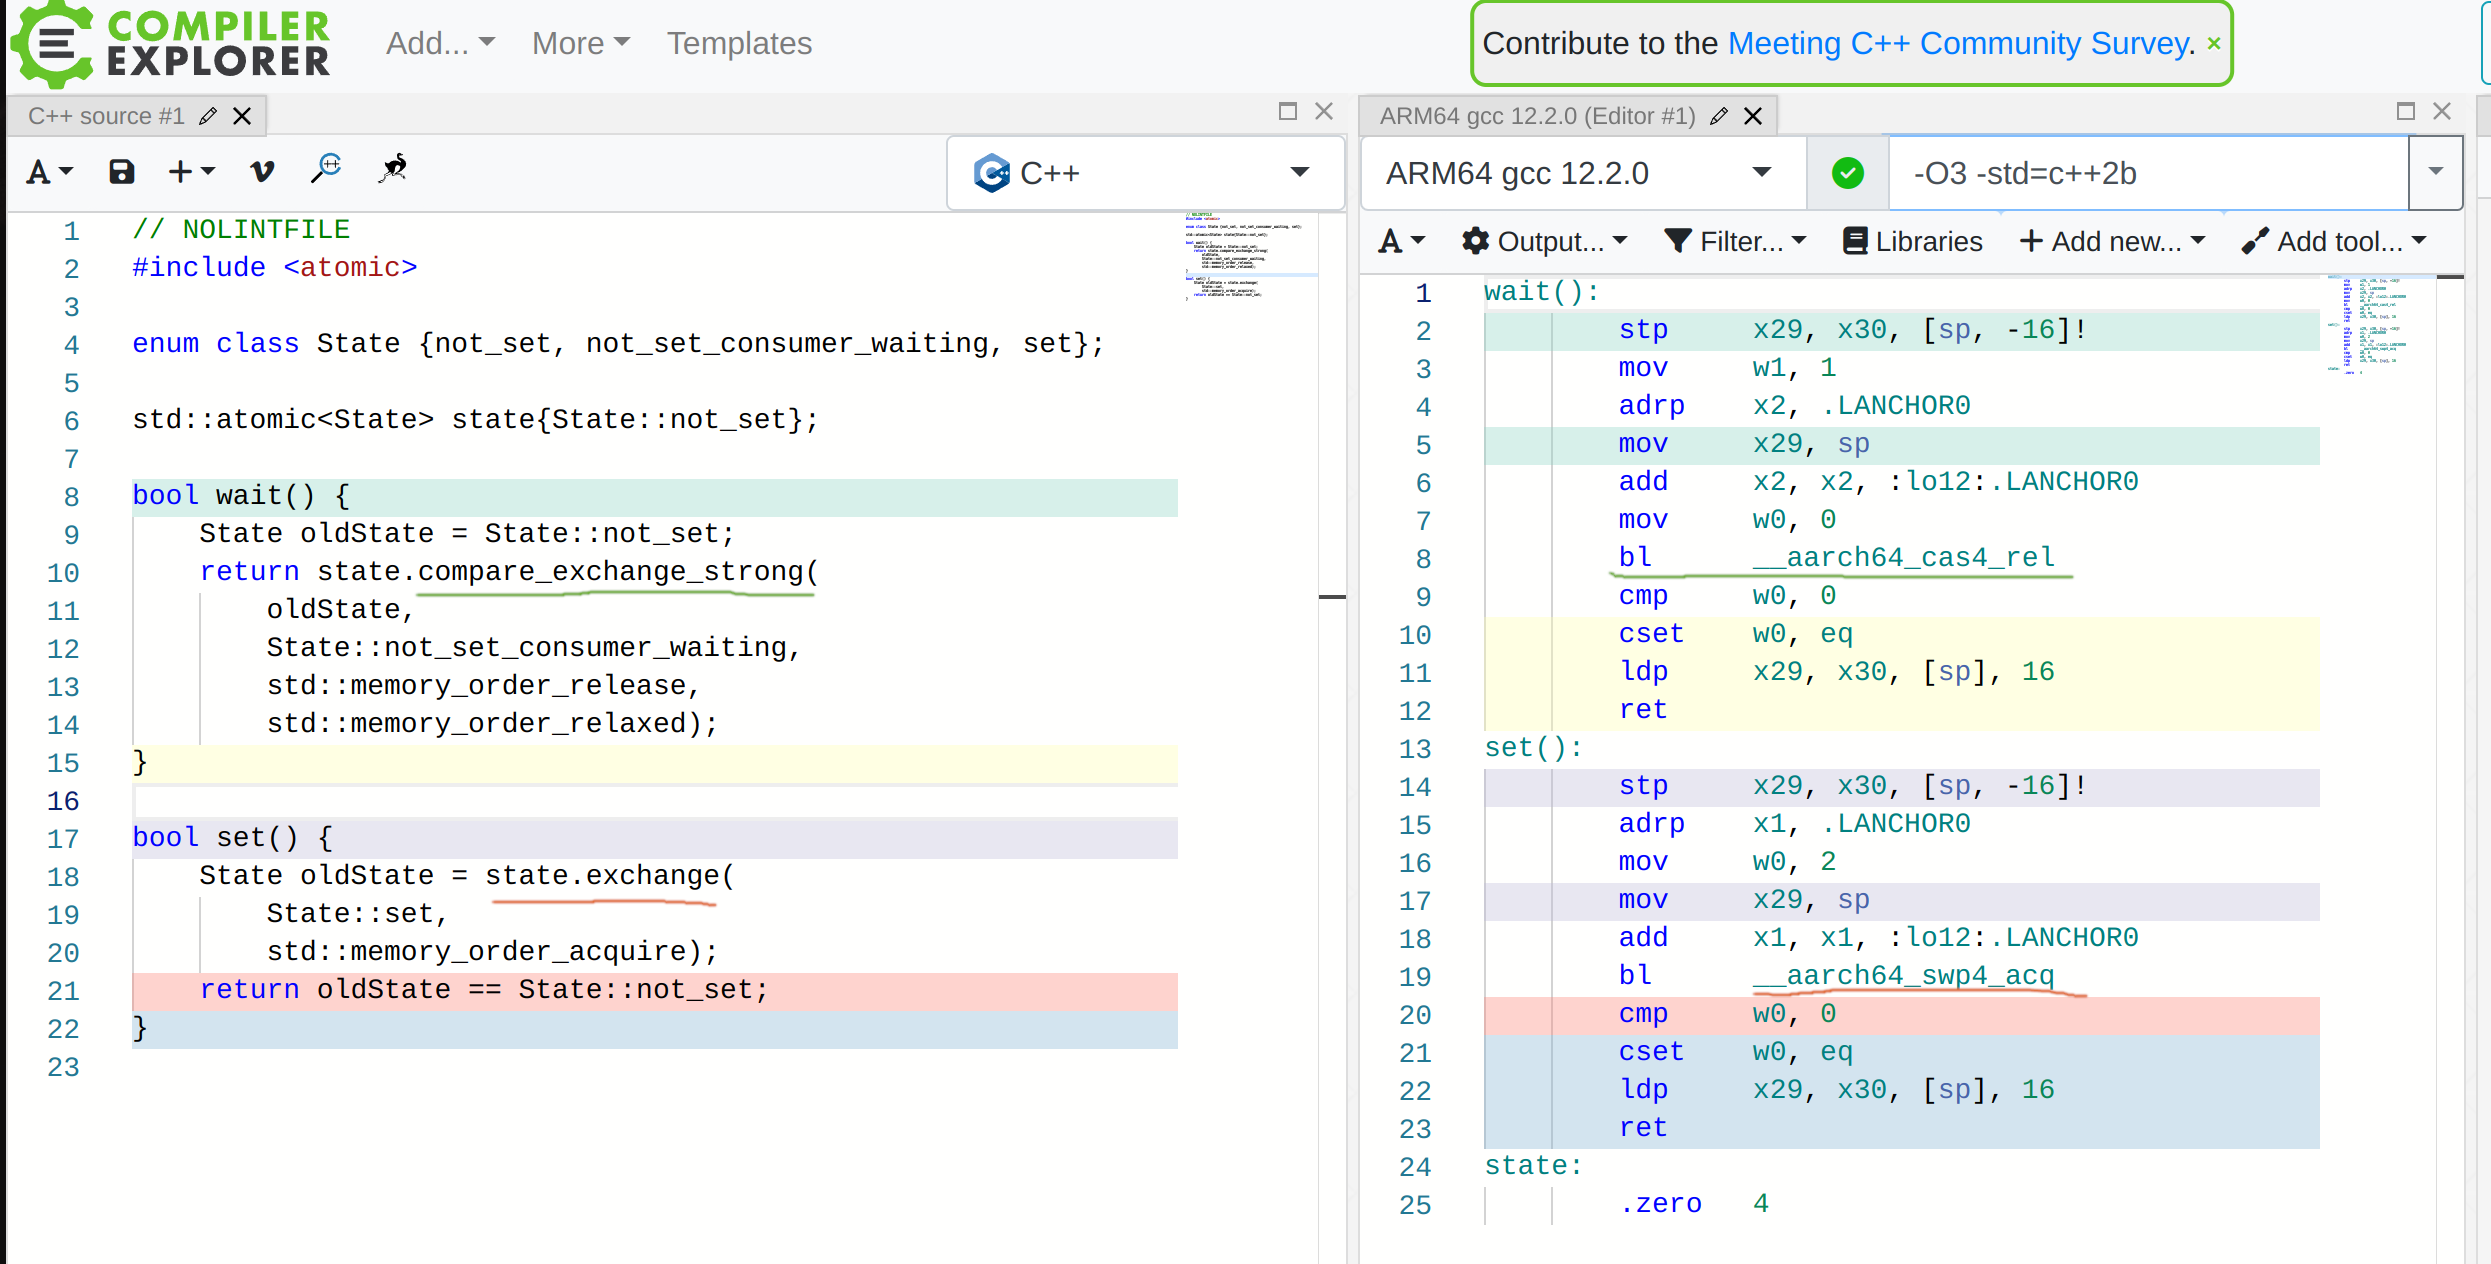 COMPILER
EXPLORER
Add... More Templates
Contribute to the Meeting C++ Community Survey. ×
C++ source #1
A + v
C++
1 // NOLINTFILE
2 #include <atomic>
3
4 enum class State {not_set, not_set_consumer_waiting, set};
5
6 std::atomic<State> state{State::not_set};
7
8 bool wait() {
9 State oldState = State::not_set;
10 return state.compare_exchange_strong(
11 oldState,
12 State::not_set_consumer_waiting,
13 std::memory_order_release,
14 std::memory_order_relaxed);
15 }
16
17 bool set() {
18 State oldState = state.exchange(
19 State::set,
20 std::memory_order_acquire);
21 return oldState == State::not_set;
22 }
23
ARM64 gcc 12.2.0 (Editor #1)
ARM64 gcc 12.2.0 -O3 -std=c++2b
A Output... Filter... Libraries + Add new... Add tool...
1 wait():
2 stp x29, x30, [sp, -16]!
3 mov w1, 1
4 adrp x2, .LANCHOR0
5 mov x29, sp
6 add x2, x2, :lo12:.LANCHOR0
7 mov w0, 0
8 bl __aarch64_cas4_rel
9 cmp w0, 0
10 cset w0, eq
11 ldp x29, x30, [sp], 16
12 ret
13 set():
14 stp x29, x30, [sp, -16]!
15 adrp x1, .LANCHOR0
16 mov w0, 2
17 mov x29, sp
18 add x1, x1, :lo12:.LANCHOR0
19 bl __aarch64_swp4_acq
20 cmp w0, 0
21 cset w0, eq
22 ldp x29, x30, [sp], 16
23 ret
24 state:
25 .zero 4